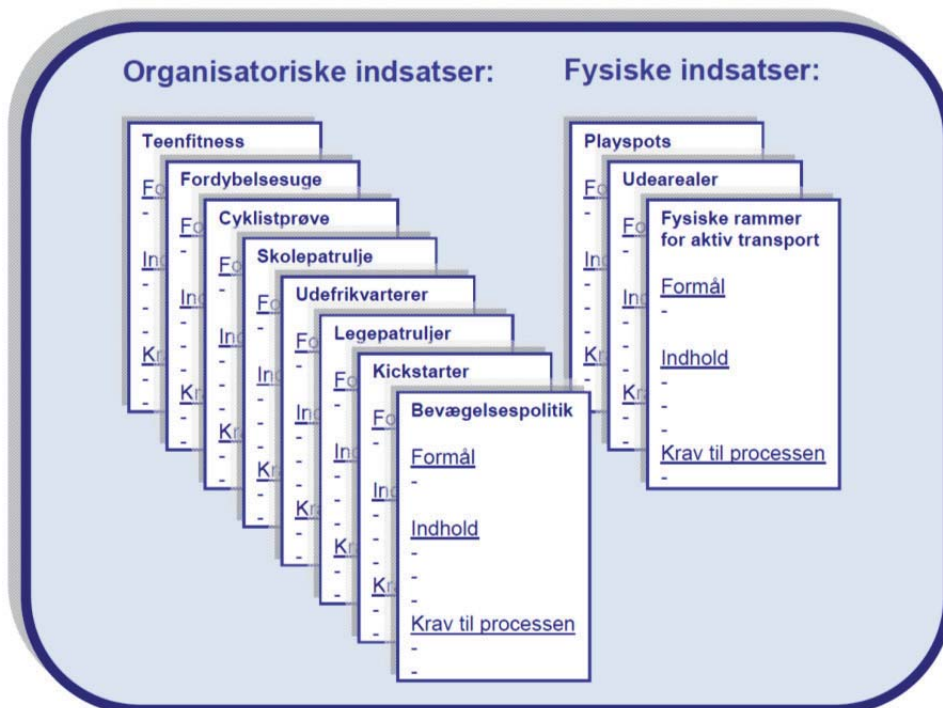 Organisatoriske indsatser:
Teenfitness
Fordybelsesuge
Cyklistprøve
Skolepatrulje
Udefrikvarterer
Legepatruljer
Kickstarter
Bevægelsespolitik
Formål
-
Indhold
-
-
-
Krav til processen
-
-
Fysiske indsatser:
Playspots
Udearealer
Fysiske rammer
for aktiv transport
Formål
-
Indhold
-
-
-
Krav til processen
-